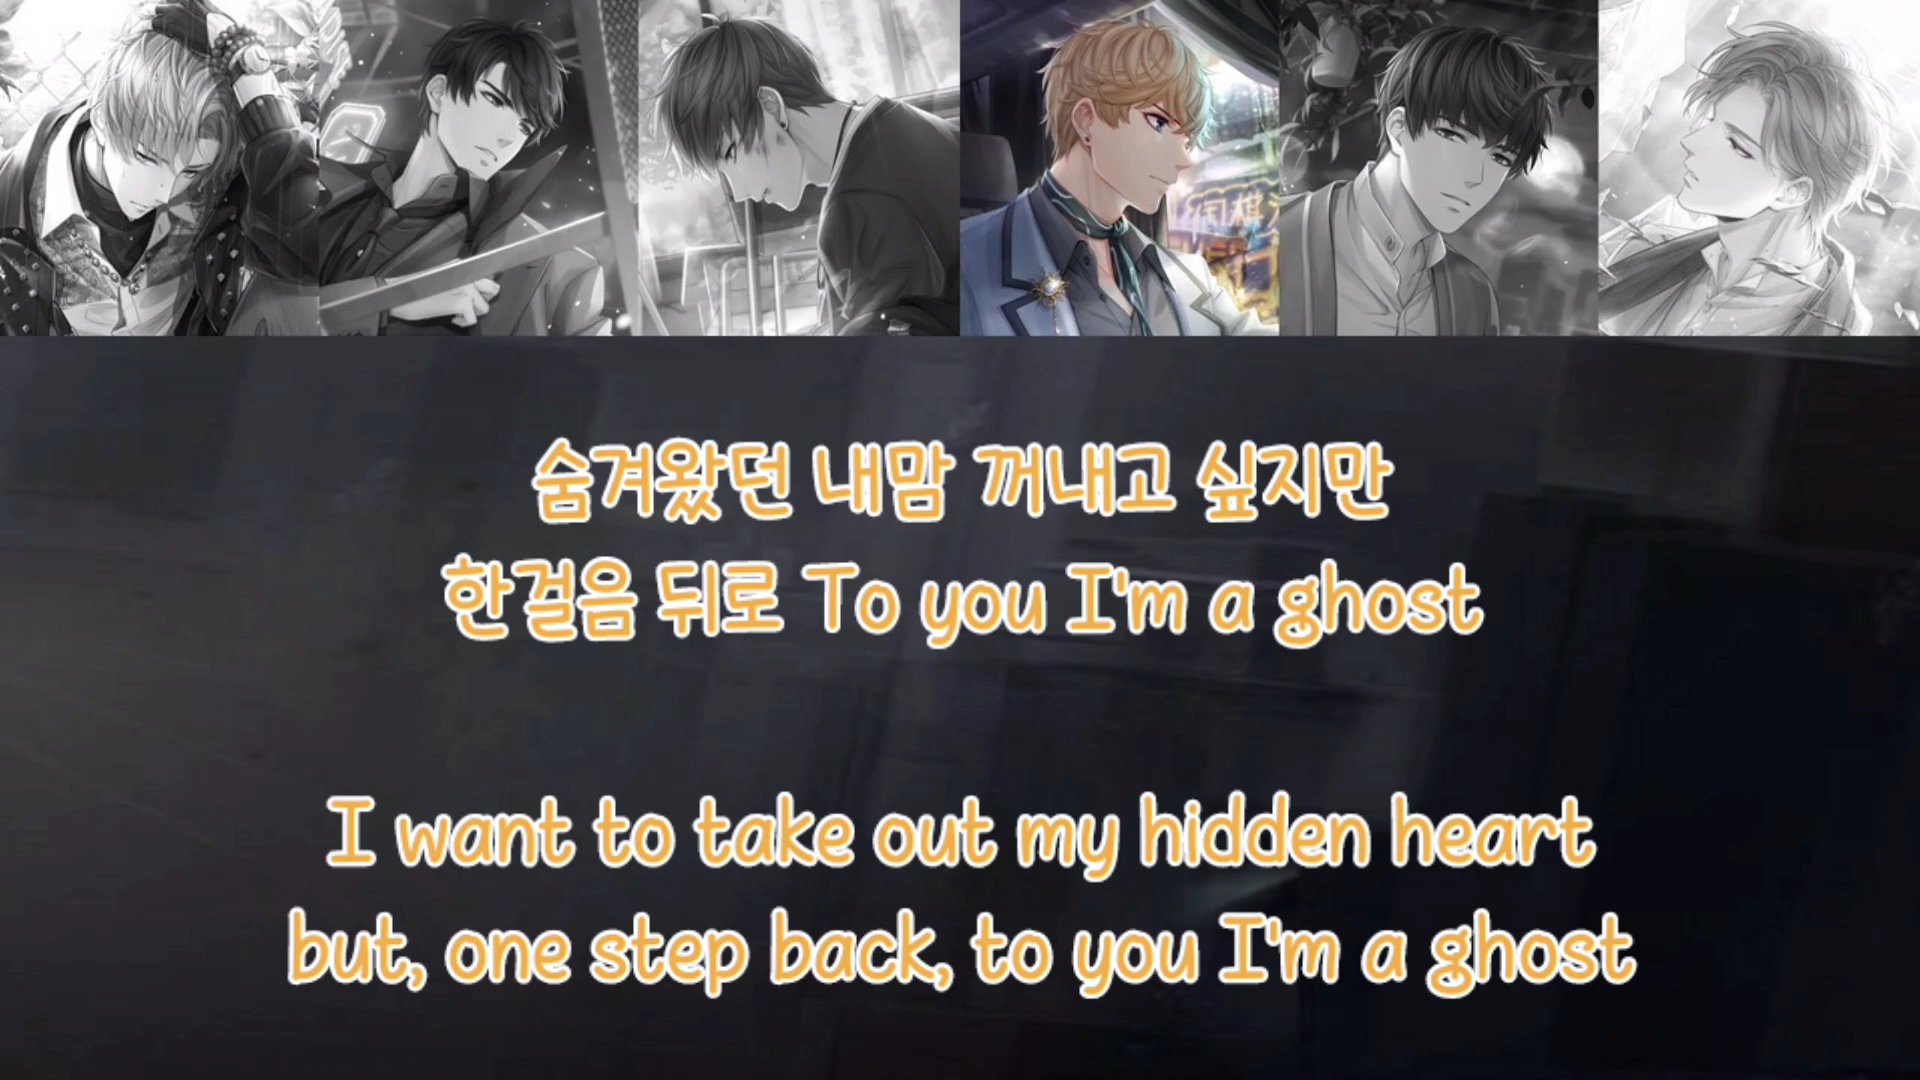 숨겨왔던 내맘 꺼내고 싶지만
한걸음 뒤로 To you I'm a ghost
I want to take out my hidden heart
but, one step back, to you I'm a ghost